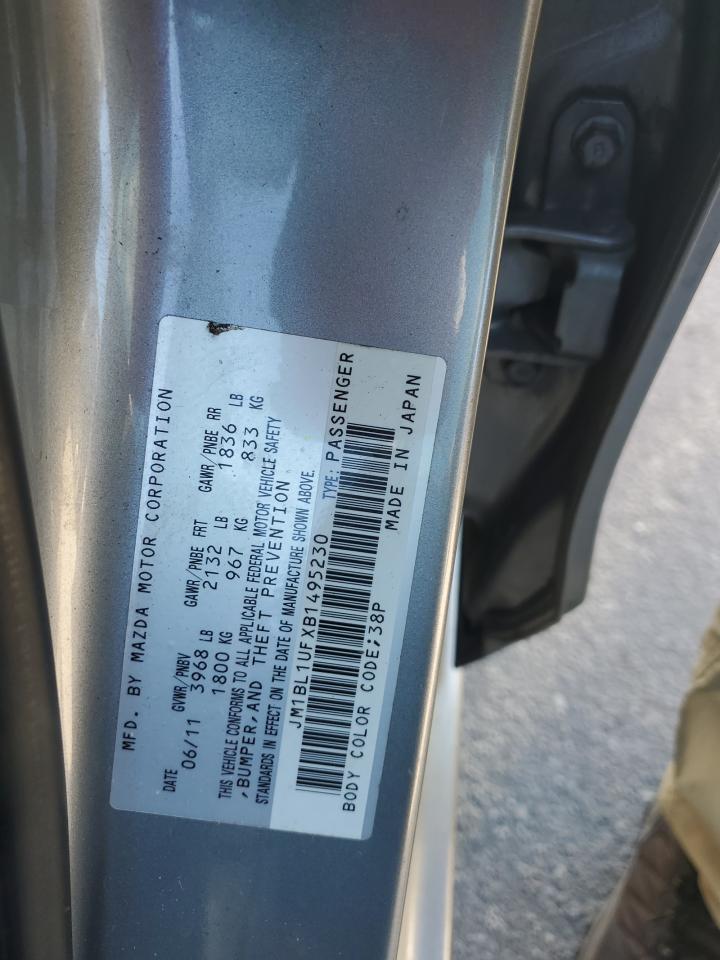 MFD. BY MAZDA MOTOR CORPORATION
DATE GVWR/PNBV GAWR/PNBE FRT GAWR/PNBE RR
06/11 3968 LB 2132 LB 1836 LB
1800 KG 967 KG 833 KG
THIS VEHICLE CONFORMS TO ALL APPLICABLE FEDERAL MOTOR VEHICLE SAFETY
,BUMPER,AND THEFT PREVENTION
STANDARDS IN EFFECT ON THE DATE OF MANUFACTURE SHOWN ABOVE.
JM1BL1UFXB1495230 TYPE: PASSENGER
BODY COLOR CODE;38P MADE IN JAPAN